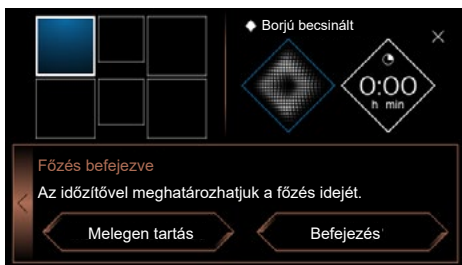 Borjú becsinált
0:00
h min
Főzés befejezve
Az időzítővel meghatározhatjuk a főzés idejét.
Melegen tartás
Befejezés